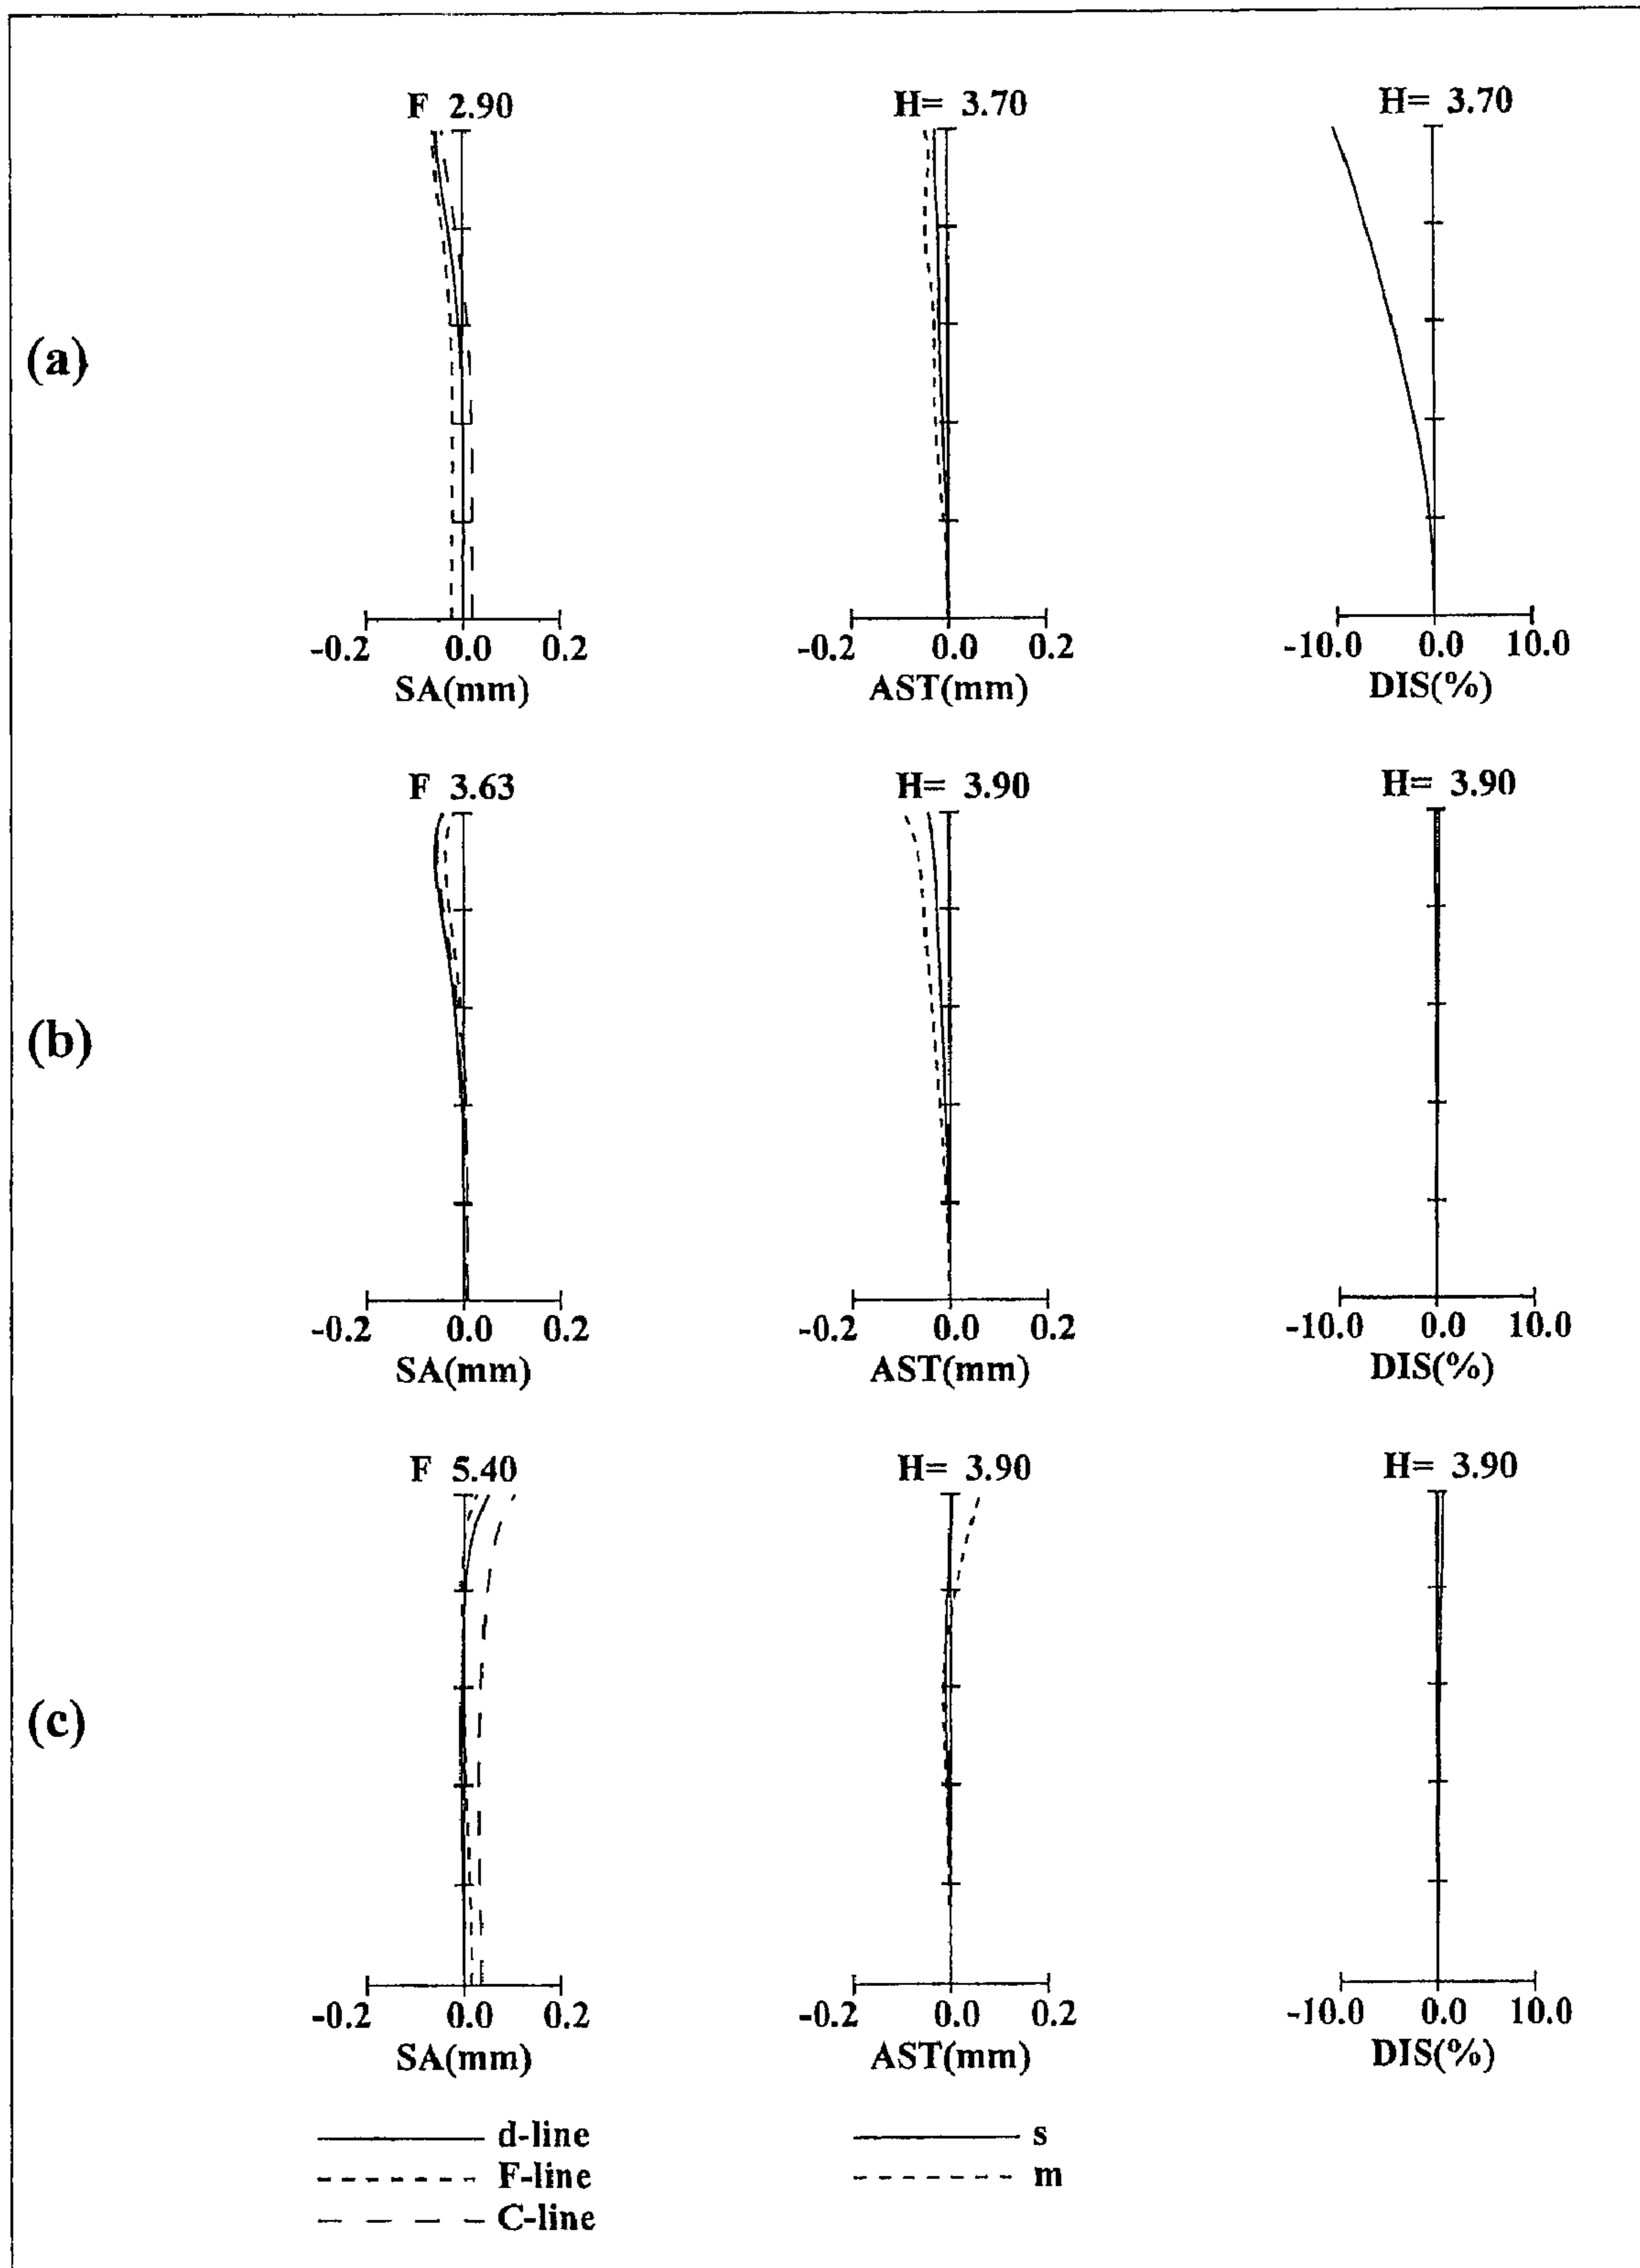 F 2.90 H= 3.70 H= 3.70
(a)
-0.2 0.0 0.2 -0.2 0.0 0.2 -10.0 0.0 10.0
SA(mm) AST(mm) DIS(%)
F 3.63 H= 3.90 H= 3.90
(b)
-0.2 0.0 0.2 -0.2 0.0 0.2 -10.0 0.0 10.0
SA(mm) AST(mm) DIS(%)
F 5.40 H= 3.90 H= 3.90
(c)
-0.2 0.0 0.2 -0.2 0.0 0.2 -10.0 0.0 10.0
SA(mm) AST(mm) DIS(%)
d-line s
F-line m
C-line